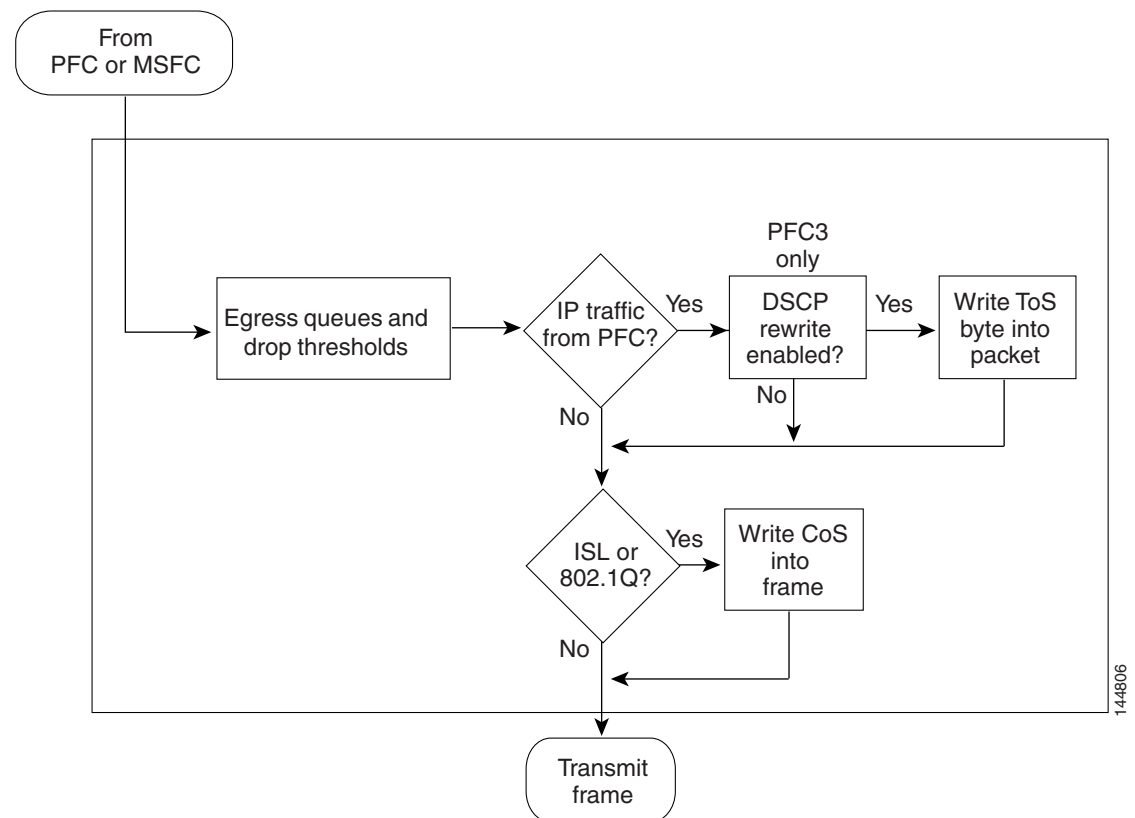 From
PFC or MSFC
PFC3
only
Egress queues and
drop thresholds
IP traffic
from PFC?
Yes
DSCP
rewrite
enabled?
Yes
Write ToS
byte into
packet
No
No
ISL or
802.1Q?
Yes
Write CoS
into
frame
No
Transmit
frame
144806